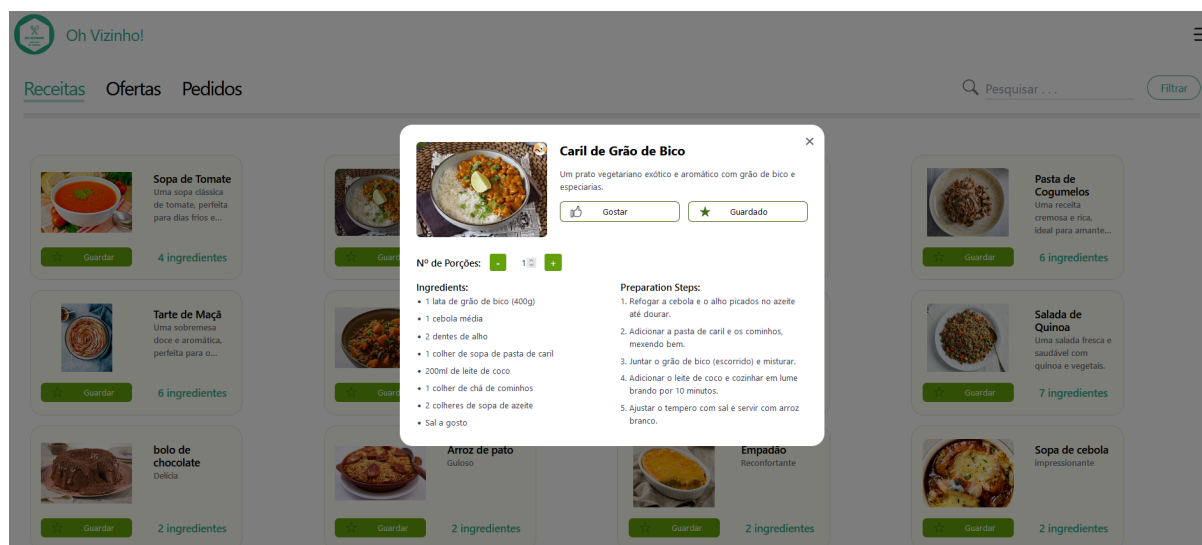 Oh Vizinho!
Receitas Ofertas Pedidos
Pesquisar . . .
Filtrar
Sopa de Tomate
Uma sopa clássica
de tomate, perfeita
para dias frios e...
Guardar
4 ingredientes
Pasta de
Cogumelos
Uma receita
cremosa e rica,
ideal para amante...
Guardar
6 ingredientes
Caril de Grão de Bico
Um prato vegetariano exótico e aromático com grão de bico e
especiarias.
Gostar
Guardado
Nº de Porções: - 1 +
Ingredients:
• 1 lata de grão de bico (400g)
• 1 cebola média
• 2 dentes de alho
• 1 colher de sopa de pasta de caril
• 200ml de leite de coco
• 1 colher de chá de cominhos
• 2 colheres de sopa de azeite
• Sal a gosto
Preparation Steps:
1. Refogar a cebola e o alho picados no azeite
até dourar.
2. Adicionar a pasta de caril e os cominhos,
mexendo bem.
3. Juntar o grão de bico (escorrido) e misturar.
4. Adicionar o leite de coco e cozinhar em lume
brando por 10 minutos.
5. Ajustar o tempero com sal e servir com arroz
branco.
Tarte de Maçã
Uma sobremesa
doce e aromática,
perfeita para o...
Guardar
6 ingredientes
Salada de
Quinoa
Uma salada fresca e
saudável com
quinoa e vegetais.
Guardar
7 ingredientes
bolo de
chocolate
Delícia
Guardar
2 ingredientes
Arroz de pato
Guloso
Guardar
2 ingredientes
Empadão
Reconfortante
Guardar
2 ingredientes
Sopa de cebola
Impressionante
Guardar
2 ingredientes